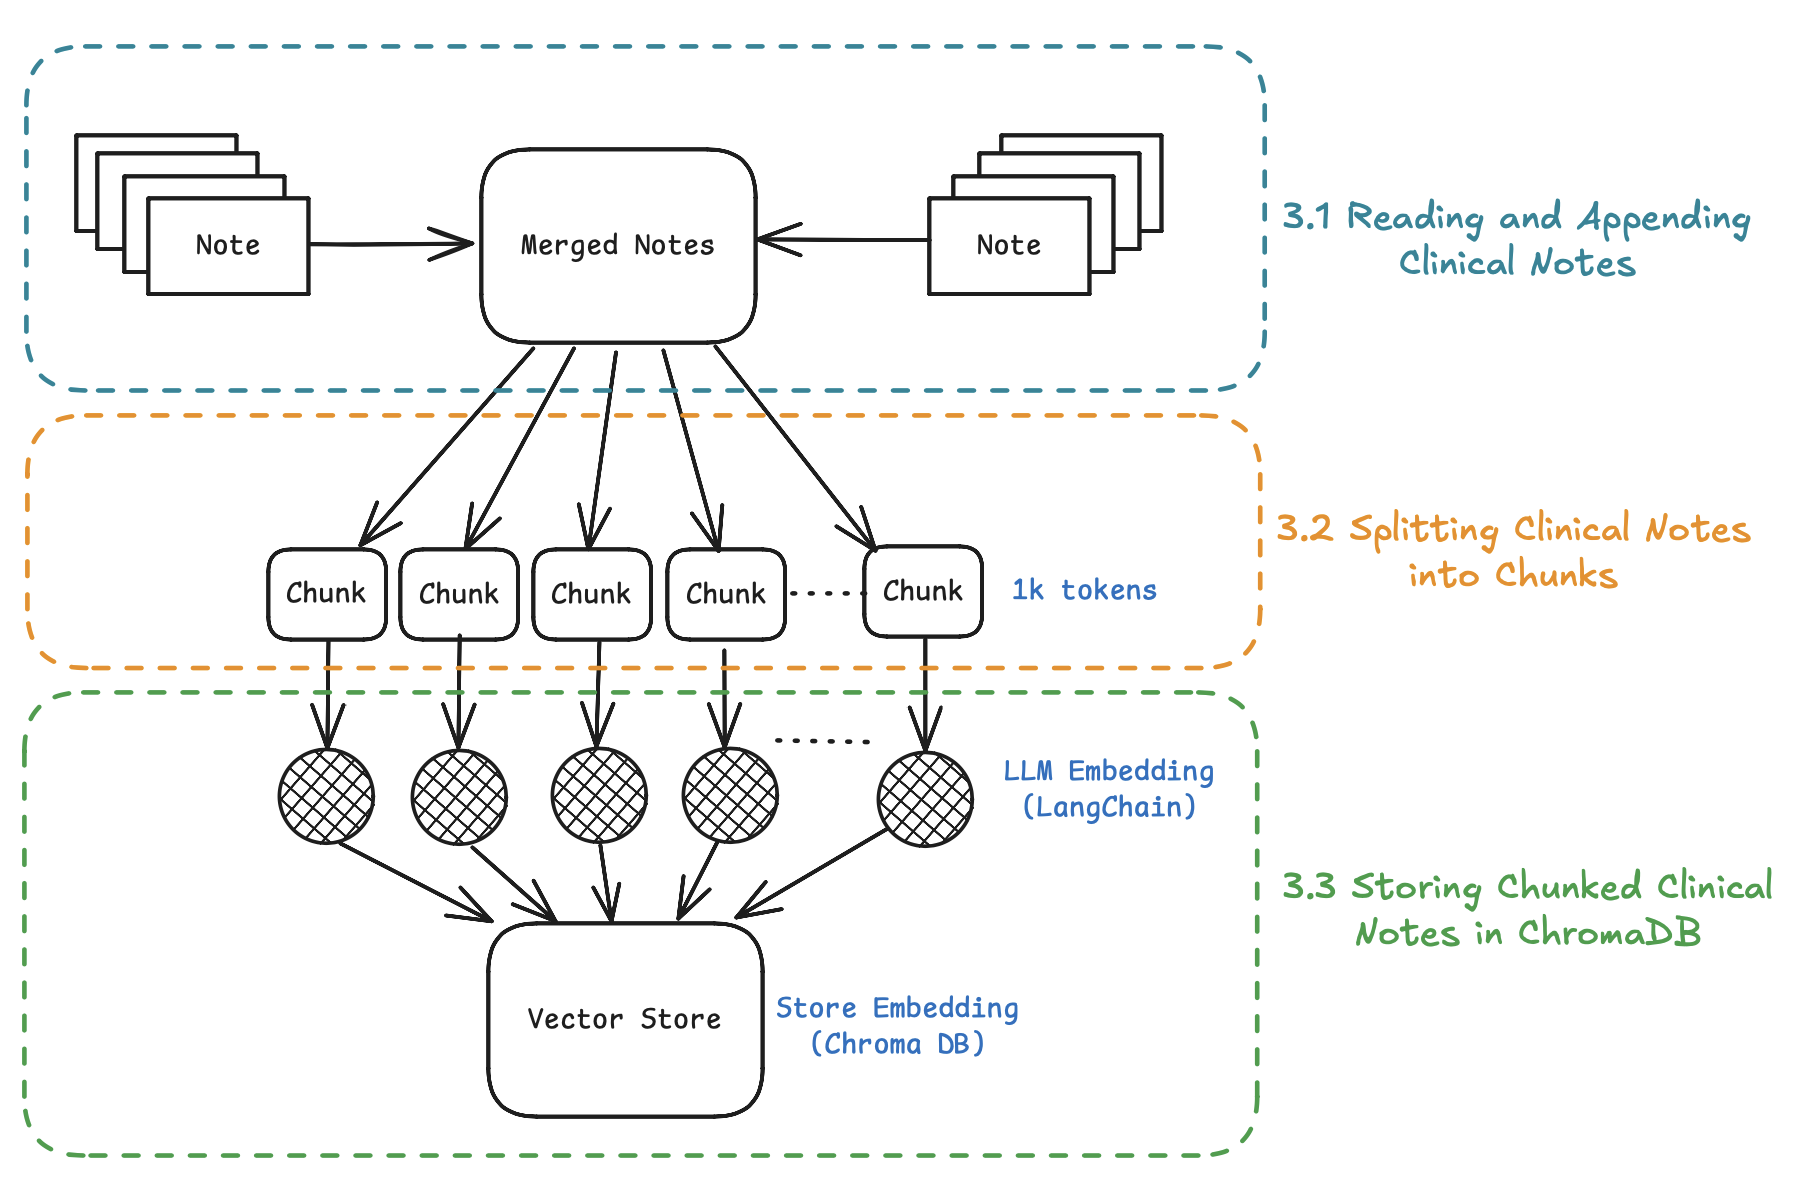 Note
Merged Notes
Note
3.1 Reading and Appending
Clinical Notes
Chunk
Chunk
Chunk
Chunk
Chunk
1k tokens
3.2 Splitting Clinical Notes
into Chunks
LLM Embedding
(LangChain)
Vector Store
Store Embedding
(Chroma DB)
3.3 Storing Chunked Clinical
Notes in ChromaDB